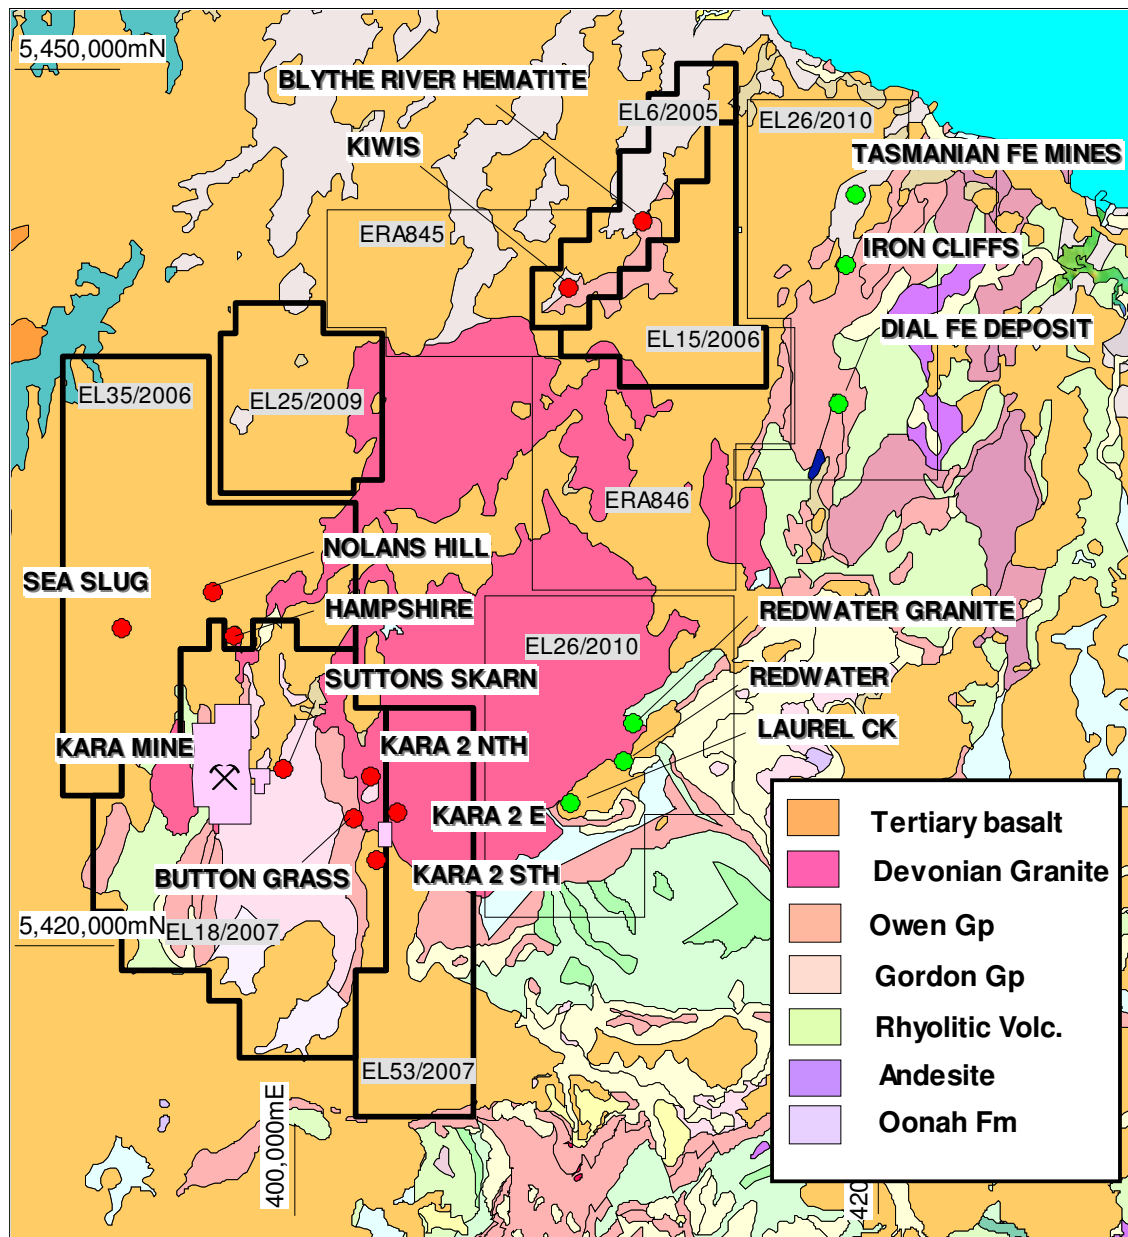 5,450,000mN
BLYTHE RIVER HEMATITE
EL6/2005
EL26/2010
KIWIS
TASMANIAN FE MINES
ERA845
IRON CLIFFS
DIAL FE DEPOSIT
EL15/2006
EL35/2006
EL25/2009
ERA846
NOLANS HILL
SEA SLUG
HAMPSHIRE
REDWATER GRANITE
EL26/2010
SUTTONS SKARN
REDWATER
LAUREL CK
KARA MINE
KARA 2 NTH
KARA 2 E
BUTTON GRASS
KARA 2 STH
5,420,000mN
EL18/2007
EL53/2007
400,000mE
420
Tertiary basalt
Devonian Granite
Owen Gp
Gordon Gp
Rhyolitic Volc.
Andesite
Oonah Fm